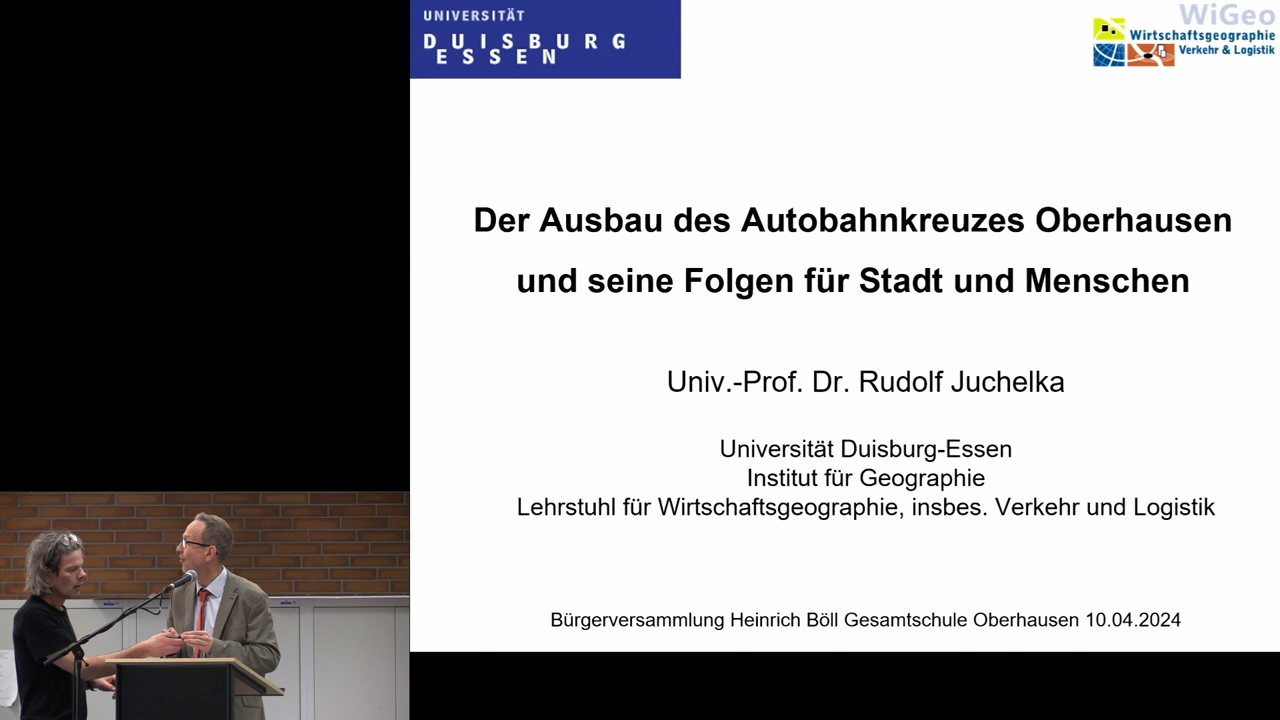 UNIVERSITÄT
DUISBURG
ESSEN
WiGeo
Wirtschaftsgeographie
Verkehr & Logistik
Der Ausbau des Autobahnkreuzes Oberhausen
und seine Folgen für Stadt und Menschen
Univ.-Prof. Dr. Rudolf Juchelka
Universität Duisburg-Essen
Institut für Geographie
Lehrstuhl für Wirtschaftsgeographie, insbes. Verkehr und Logistik
Bürgerversammlung Heinrich Böll Gesamtschule Oberhausen 10.04.2024